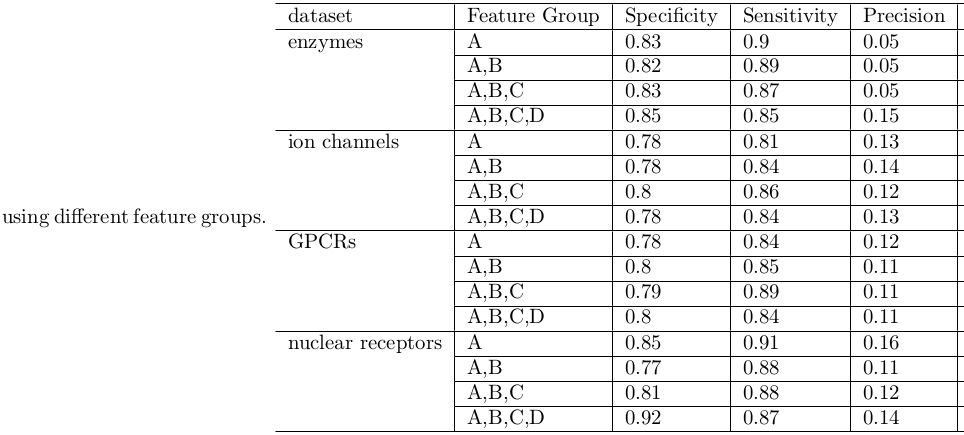 dataset Feature Group Specificity Sensitivity Precision
enzymes A 0.83 0.9 0.05
A,B 0.82 0.89 0.05
A,B,C 0.83 0.87 0.05
A,B,C,D 0.85 0.85 0.15
ion channels A 0.78 0.81 0.13
A,B 0.78 0.84 0.14
A,B,C 0.8 0.86 0.12
using different feature groups. A,B,C,D 0.78 0.84 0.13
GPCRs A 0.78 0.84 0.12
A,B 0.8 0.85 0.11
A,B,C 0.79 0.89 0.11
A,B,C,D 0.8 0.84 0.11
nuclear receptors A 0.85 0.91 0.16
A,B 0.77 0.88 0.11
A,B,C 0.81 0.88 0.12
A,B,C,D 0.92 0.87 0.14